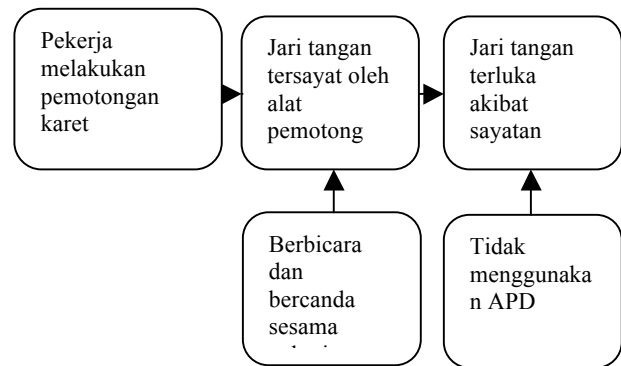 Pekerja
melakukan
pemotongan
karet
Jari tangan
tersayat oleh
alat
pemotong
Jari tangan
terluka
akibat
sayatan
Berbicara
dan
bercanda
sesama
Tidak
menggunaka
n APD